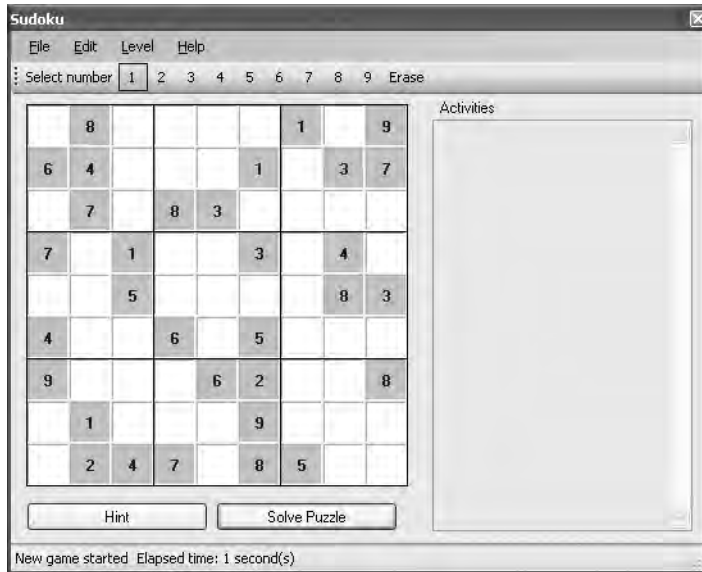 Sudoku
File Edit Level Help
Select number 1 2 3 4 5 6 7 8 9 Erase
Activities
8 1 9
6 4 1 3 7
7 8 3
7 1 3 4
5 8 3
4 6 5
9 6 2 8
1 9
2 4 7 8 5
Hint Solve Puzzle
New game started Elapsed time: 1 second(s)